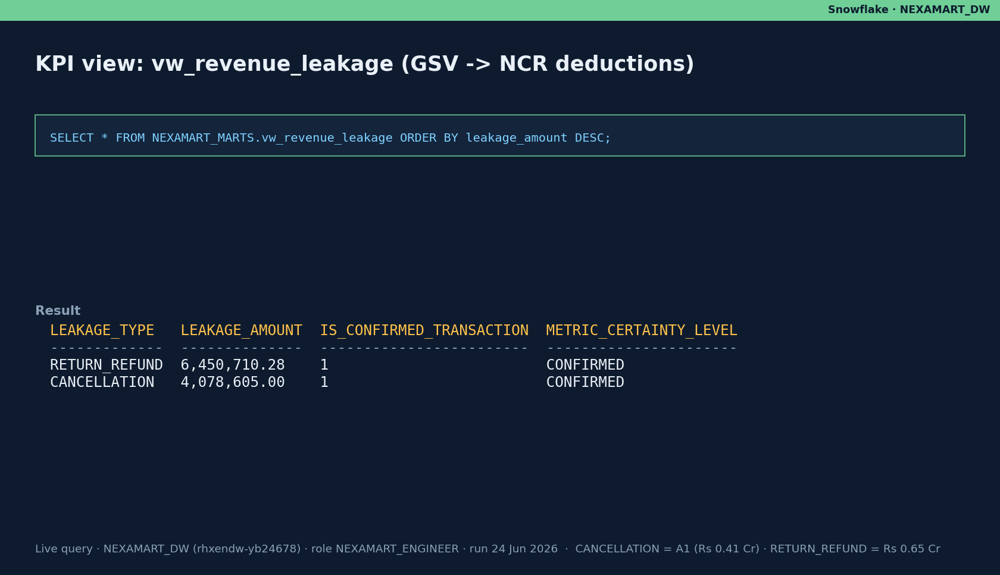 Snowflake · NEXAMART_DW
KPI view: vw_revenue_leakage (GSV -> NCR deductions)
SELECT * FROM NEXAMART_MARTS.vw_revenue_leakage ORDER BY leakage_amount DESC;
Result
LEAKAGE_TYPE   LEAKAGE_AMOUNT  IS_CONFIRMED_TRANSACTION  METRIC_CERTAINTY_LEVEL
-------------  --------------  ------------------------  ----------------------
RETURN_REFUND  6,450,710.28    1                         CONFIRMED
CANCELLATION   4,078,605.00    1                         CONFIRMED
Live query · NEXAMART_DW (rhxendw-yb24678) · role NEXAMART_ENGINEER · run 24 Jun 2026 · CANCELLATION = A1 (Rs 0.41 Cr) · RETURN_REFUND = Rs 0.65 Cr